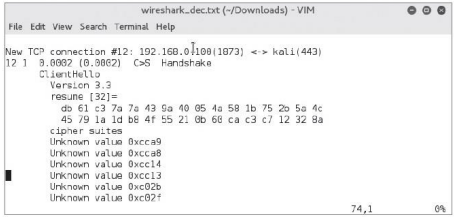 wireshark_dec.txt (~/Downloads) - VIM
File Edit View Search Terminal Help
New TCP connection #12: 192.168.0.100(1873) <-> kali(443)
12 1 0.0002 (0.0002) C>S Handshake
ClientHello
Version 3.3
resume [32]=
db 61 c3 7a 7a 43 9a 40 05 4a 58 1b 75 2b 5a 4c
45 79 1a 1d b8 4f 55 21 0b 60 ca c3 c7 12 32 8a
cipher suites
Unknown value 0xcca9
Unknown value 0xcca8
Unknown value 0xcc14
Unknown value 0xcc13
Unknown value 0xc02b
Unknown value 0xc02f
74,1 0%